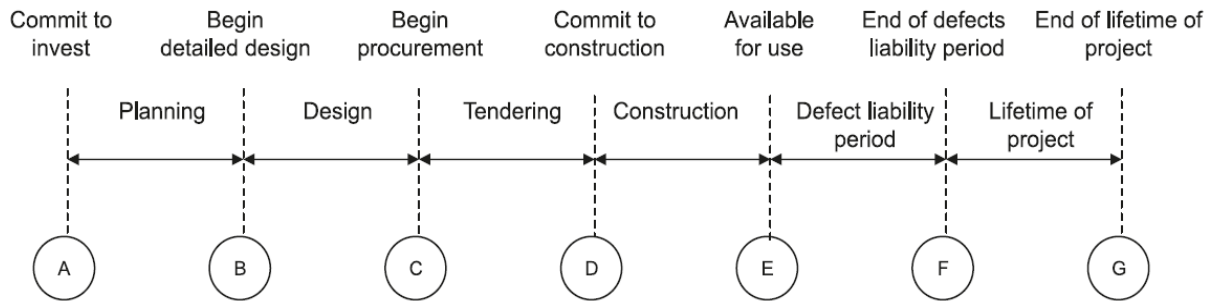 Commit to
invest
Begin
detailed design
Begin
procurement
Commit to
construction
Available
for use
End of defects
liability period
End of lifetime of
project
Planning
Design
Tendering
Construction
Defect liability
period
Lifetime of
project
A
B
C
D
E
F
G